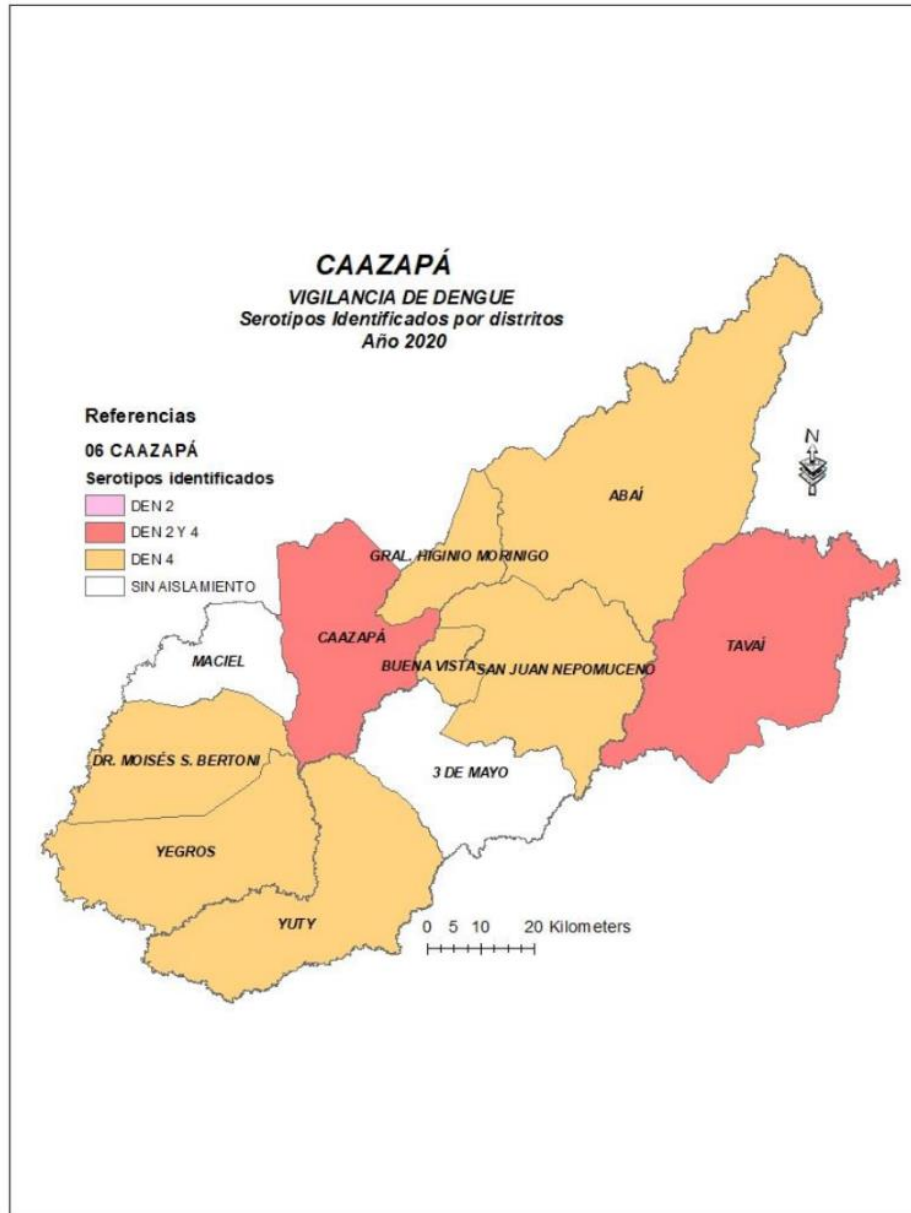 CAAZAPÁ
VIGILANCIA DE DENGUE
Serotipos Identificados por distritos
Año 2020
Referencias
06 CAAZAPÁ
Serotipos identificados
DEN 2
DEN 2 Y 4
DEN 4
SIN AISLAMIENTO
N
ABAÍ
GRAL. HIGINIO MORINIGO
CAAZAPÁ
TAVAÍ
MACIEL
BUENA VISTA
SAN JUAN NEPOMUCENO
DR. MOISÉS S. BERTONI
3 DE MAYO
YEGROS
YUTY
0 5 10 20 Kilometers